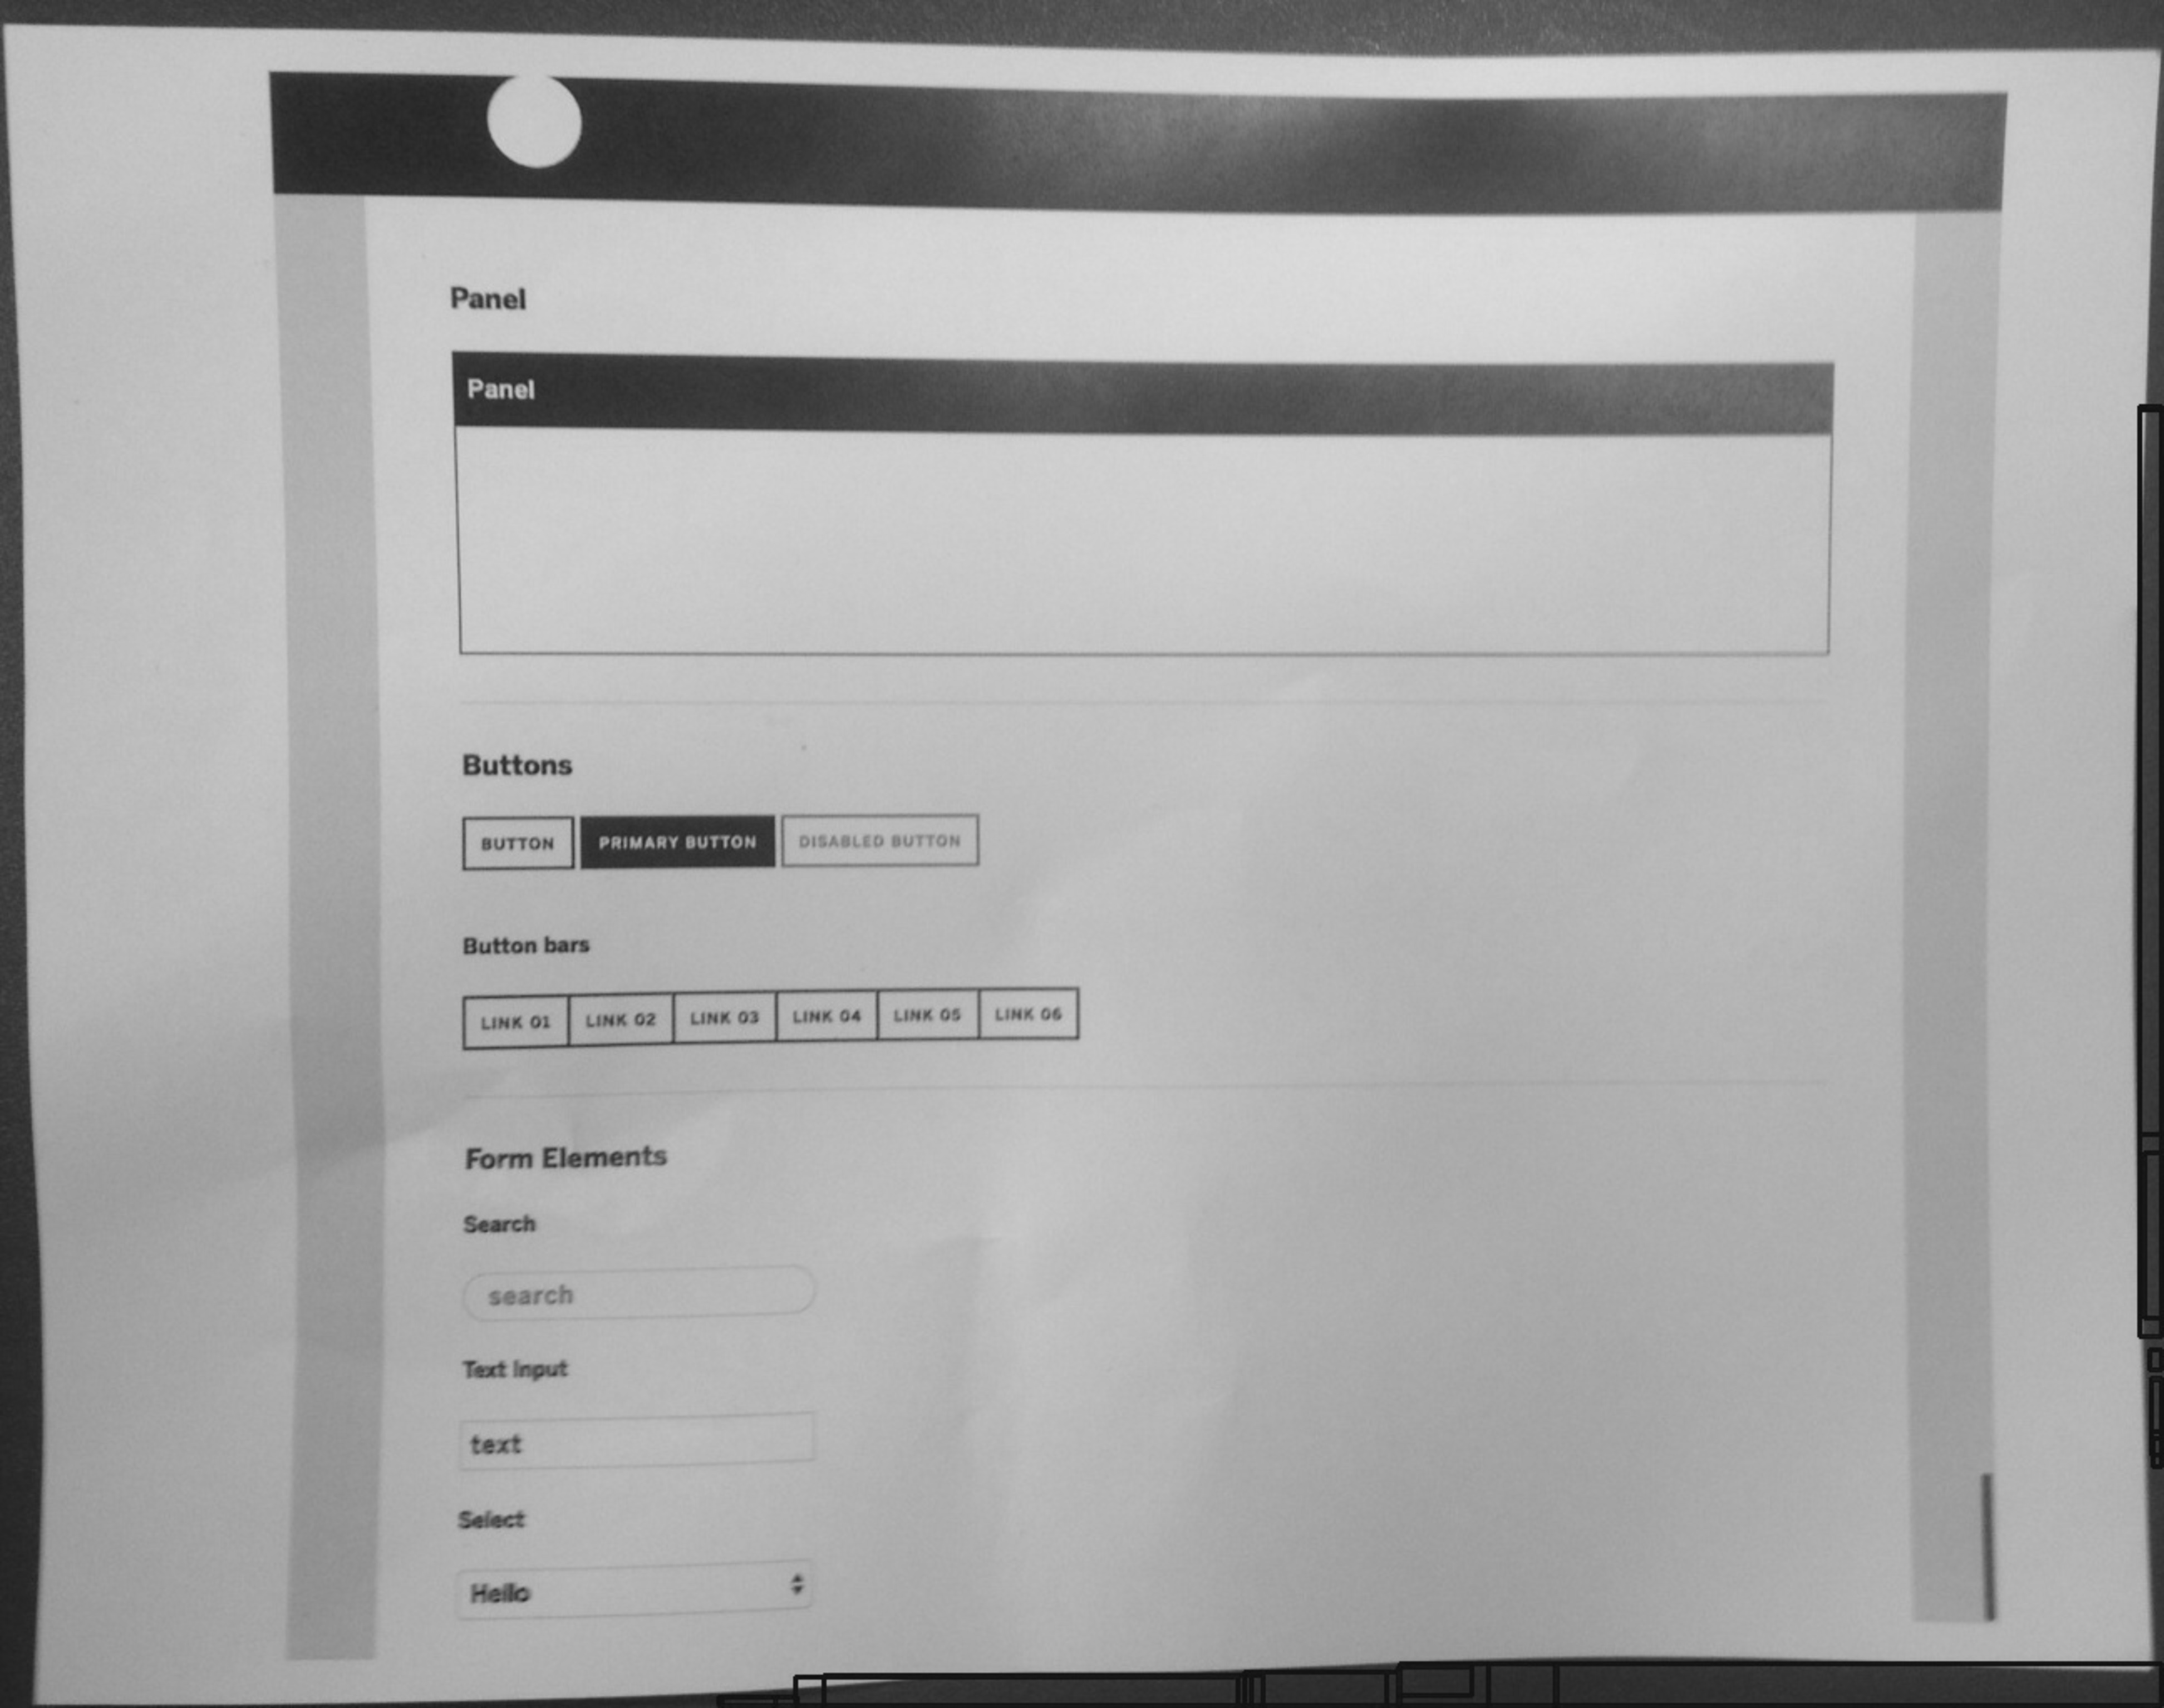 Panel
Panel
Buttons
BUTTON PRIMARY BUTTON DISABLED BUTTON
Button bars
LINK 01 LINK 02 LINK 03 LINK 04 LINK 05 LINK 06
Form Elements
Search
search
Text Input
text
Select
Hello